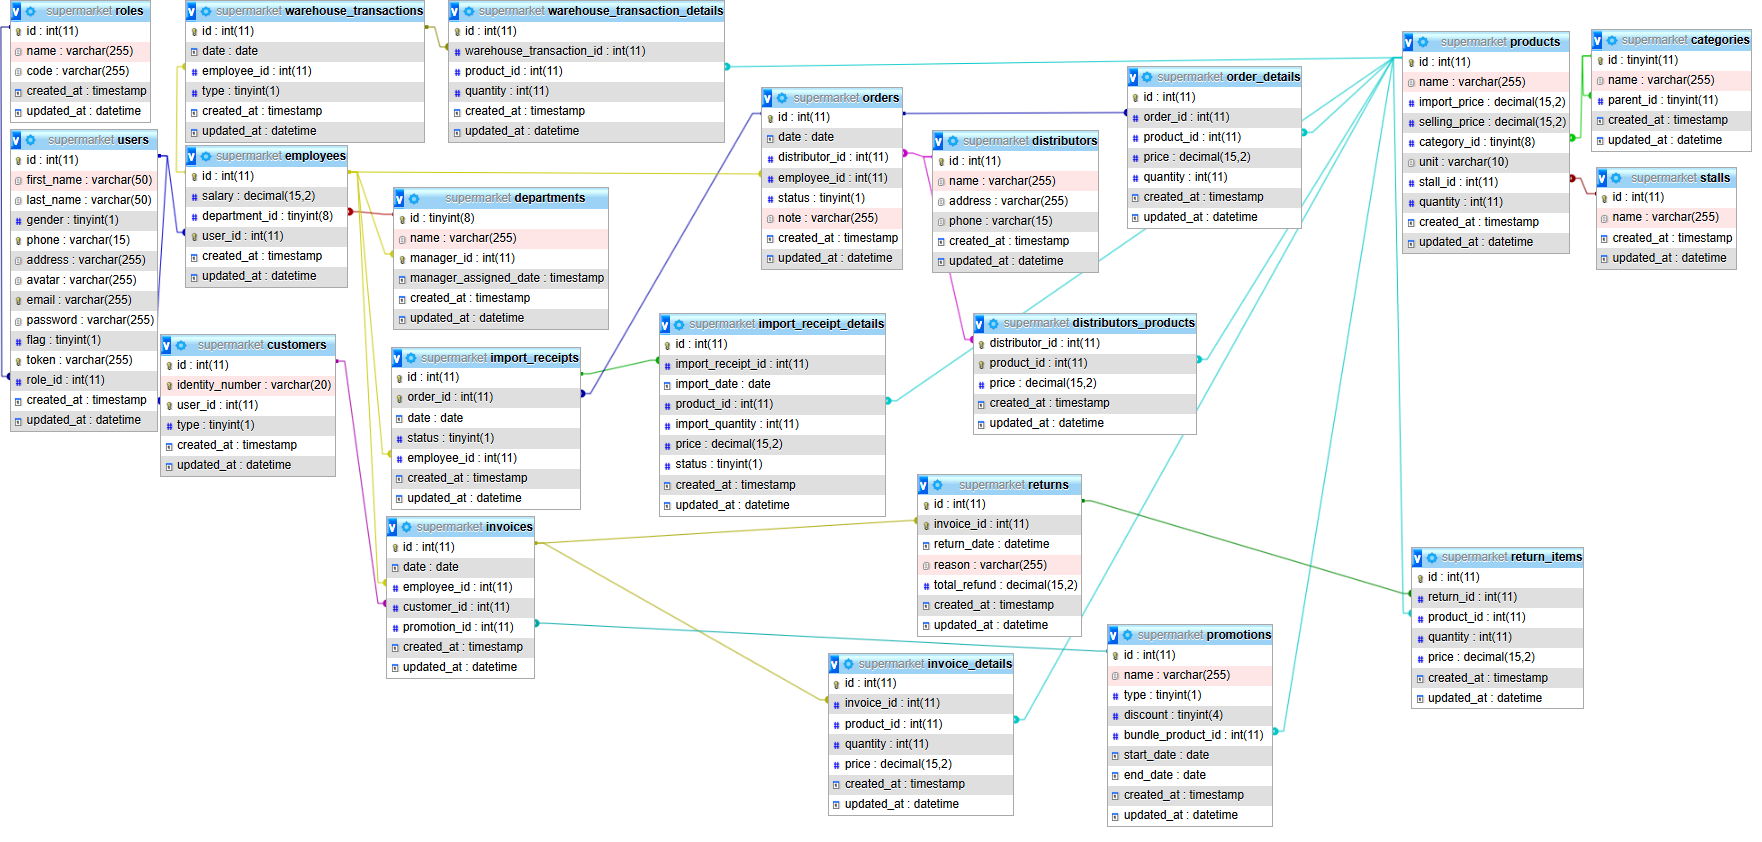 supermarket roles
id : int(11)
name : varchar(255)
code : varchar(255)
created_at : timestamp
updated_at : datetime
supermarket warehouse_transactions
id : int(11)
date : date
employee_id : int(11)
type : tinyint(1)
created_at : timestamp
updated_at : datetime
supermarket warehouse_transaction_details
id : int(11)
warehouse_transaction_id : int(11)
product_id : int(11)
quantity : int(11)
created_at : timestamp
updated_at : datetime
supermarket users
id : int(11)
first_name : varchar(50)
last_name : varchar(50)
gender : tinyint(1)
phone : varchar(15)
address : varchar(255)
avatar : varchar(255)
email : varchar(255)
password : varchar(255)
flag : tinyint(1)
token : varchar(255)
role_id : int(11)
created_at : timestamp
updated_at : datetime
supermarket employees
id : int(11)
salary : decimal(15,2)
department_id : tinyint(8)
user_id : int(11)
created_at : timestamp
updated_at : datetime
supermarket departments
id : tinyint(8)
name : varchar(255)
manager_id : int(11)
manager_assigned_date : timestamp
created_at : timestamp
updated_at : datetime
supermarket customers
id : int(11)
identity_number : varchar(20)
user_id : int(11)
type : tinyint(1)
created_at : timestamp
updated_at : datetime
supermarket import_receipts
id : int(11)
order_id : int(11)
date : date
status : tinyint(1)
employee_id : int(11)
created_at : timestamp
updated_at : datetime
supermarket invoices
id : int(11)
date : date
employee_id : int(11)
customer_id : int(11)
promotion_id : int(11)
created_at : timestamp
updated_at : datetime
supermarket orders
id : int(11)
date : date
distributor_id : int(11)
employee_id : int(11)
status : tinyint(1)
note : varchar(255)
created_at : timestamp
updated_at : datetime
supermarket distributors
id : int(11)
name : varchar(255)
address : varchar(255)
phone : varchar(15)
created_at : timestamp
updated_at : datetime
supermarket order_details
id : int(11)
order_id : int(11)
product_id : int(11)
price : decimal(15,2)
quantity : int(11)
created_at : timestamp
updated_at : datetime
supermarket products
id : int(11)
name : varchar(255)
import_price : decimal(15,2)
selling_price : decimal(15,2)
category_id : tinyint(8)
unit : varchar(10)
stall_id : int(11)
quantity : int(11)
created_at : timestamp
updated_at : datetime
supermarket categories
id : tinyint(11)
name : varchar(255)
parent_id : tinyint(11)
created_at : timestamp
updated_at : datetime
supermarket stalls
id : int(11)
name : varchar(255)
created_at : timestamp
updated_at : datetime
supermarket import_receipt_details
id : int(11)
import_receipt_id : int(11)
import_date : date
product_id : int(11)
import_quantity : int(11)
price : decimal(15,2)
status : tinyint(1)
created_at : timestamp
updated_at : datetime
supermarket distributors_products
distributor_id : int(11)
product_id : int(11)
price : decimal(15,2)
created_at : timestamp
updated_at : datetime
supermarket returns
id : int(11)
invoice_id : int(11)
return_date : datetime
reason : varchar(255)
total_refund : decimal(15,2)
created_at : timestamp
updated_at : datetime
supermarket invoice_details
id : int(11)
invoice_id : int(11)
product_id : int(11)
quantity : int(11)
price : decimal(15,2)
created_at : timestamp
updated_at : datetime
supermarket promotions
id : int(11)
name : varchar(255)
type : tinyint(1)
discount : tinyint(4)
bundle_product_id : int(11)
start_date : date
end_date : date
created_at : timestamp
updated_at : datetime
supermarket return_items
id : int(11)
return_id : int(11)
product_id : int(11)
quantity : int(11)
price : decimal(15,2)
created_at : timestamp
updated_at : datetime